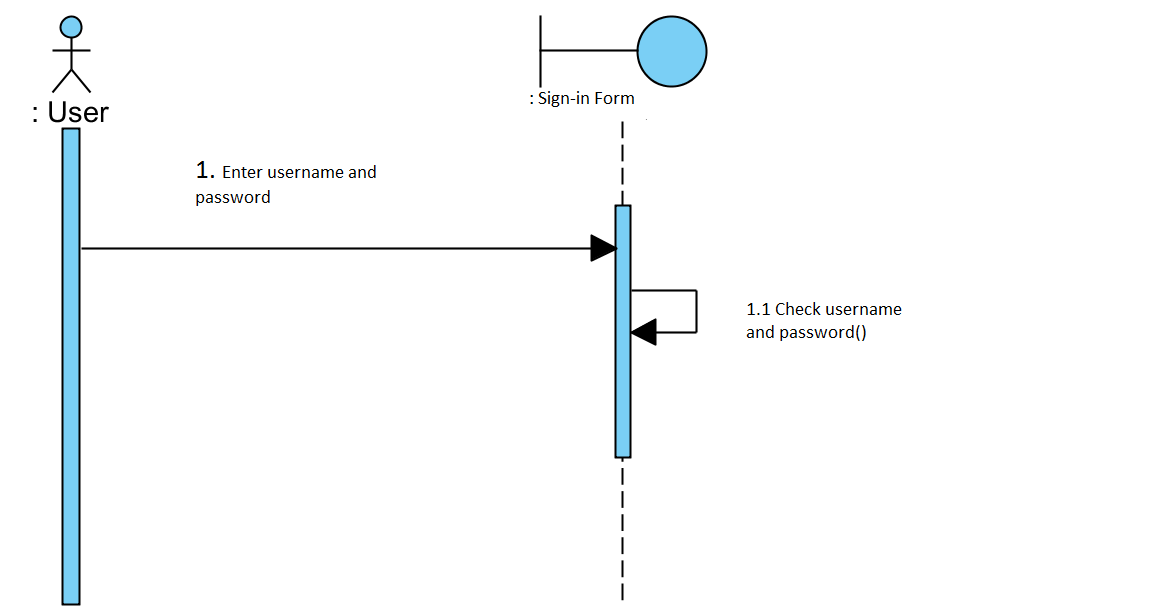 : User
: Sign-in Form
1. Enter username and
password
1.1 Check username
and password()